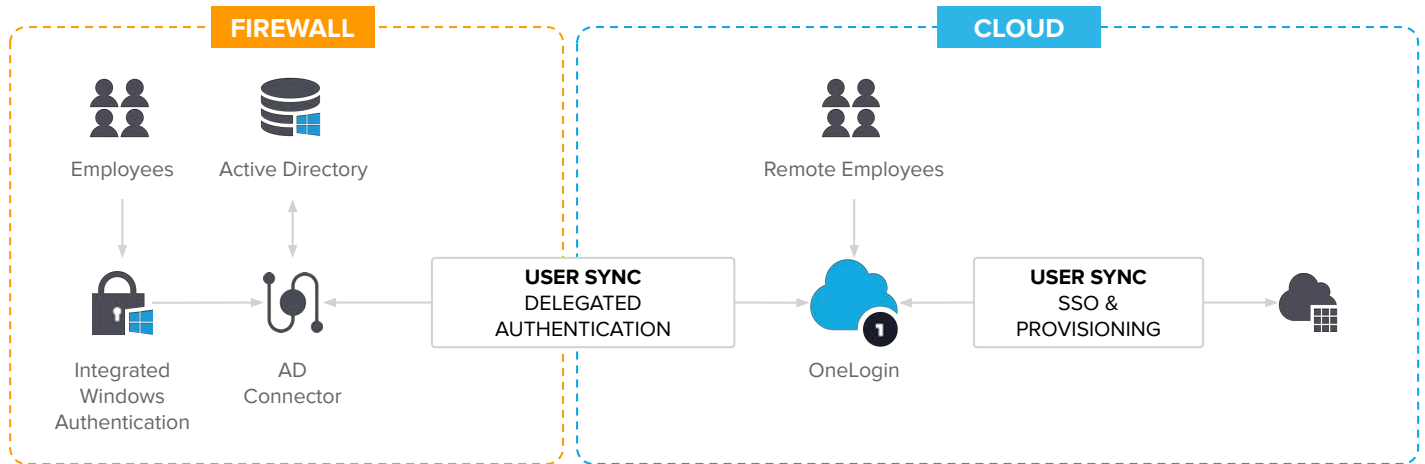 FIREWALL
CLOUD
Employees
Active Directory
Remote Employees
USER SYNC
DELEGATED
AUTHENTICATION
USER SYNC
SSO &
PROVISIONING
1
Integrated
Windows
Authentication
AD
Connector
OneLogin